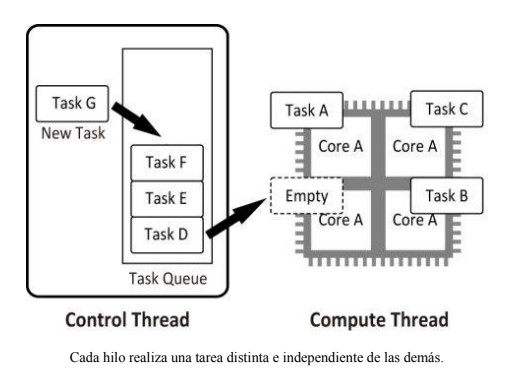 Task G
New Task
Task F
Task E
Task D
Task Queue
Control Thread
Task A
Task C
Core A
Core A
Empty
Task B
Core A
Core A
Compute Thread
Cada hilo realiza una tarea distinta e independiente de las demás.